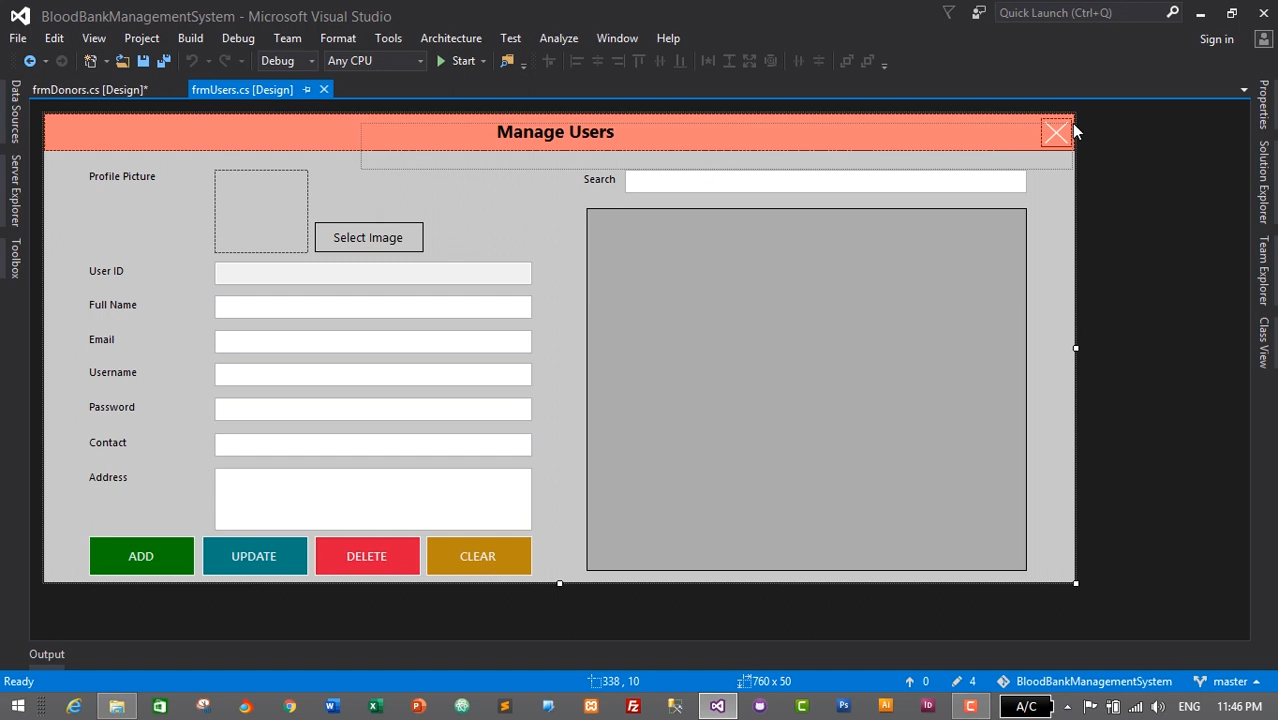 BloodBankManagementSystem - Microsoft Visual Studio
Quick Launch (Ctrl+Q)
File Edit View Project Build Debug Team Format Tools Architecture Test Analyze Window Help
Sign in
Debug Any CPU Start
frmDonors.cs [Design]* frmUsers.cs [Design]
Data Sources
Server Explorer
Toolbox
Properties
Solution Explorer
Team Explorer
Class View
Manage Users
Profile Picture
Search
Select Image
User ID
Full Name
Email
Username
Password
Contact
Address
ADD UPDATE DELETE CLEAR
Output
Ready 338 , 10 760 x 50 0 4 BloodBankManagementSystem master
A/C ENG 11:46 PM